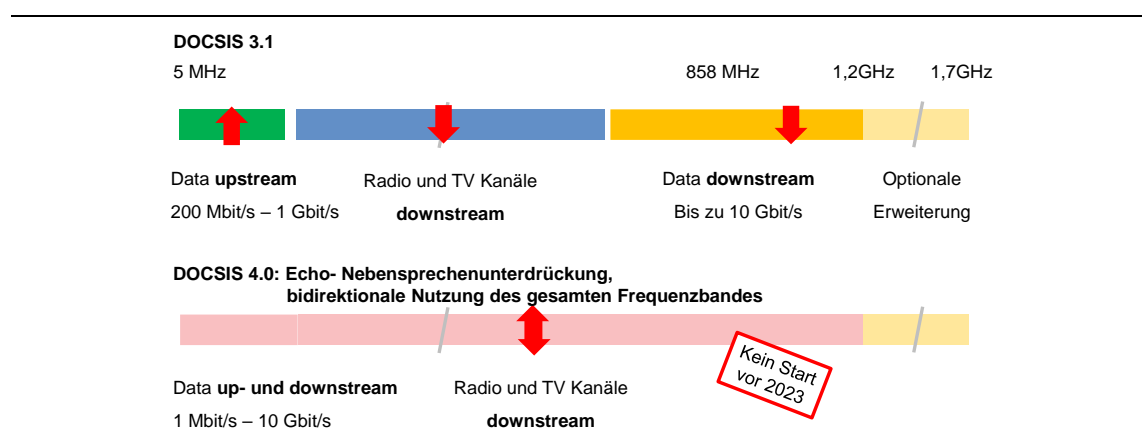 DOCSIS 3.1
5 MHz 858 MHz 1,2GHz 1,7GHz
Data upstream Radio und TV Kanäle Data downstream Optionale
200 Mbit/s – 1 Gbit/s downstream Bis zu 10 Gbit/s Erweiterung
DOCSIS 4.0: Echo- Nebensprechenunterdrückung,
bidirektionale Nutzung des gesamten Frequenzbandes
Kein Start
vor 2023
Data up- und downstream Radio und TV Kanäle
1 Mbit/s – 10 Gbit/s downstream